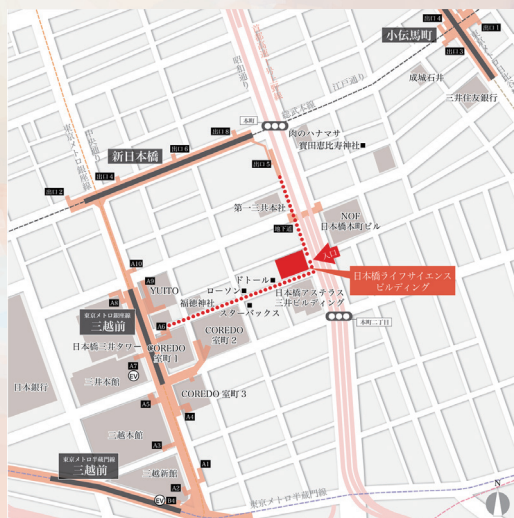 出口4
出口1
小伝馬町
出口3
昭和通り
江戸通り
成城石井
総武本線
三井住友銀行
本町
出口8
肉のハナマサ
寶田恵比寿神社
新日本橋
出口6
出口5
東京メトロ銀座線
中央通り
出口4
出口2
第一三共本社
NOF
日本橋本町ビル
地下道
A10
入口
日本橋ライフサイエンス
ビルディング
A9
YUITO
ドトール
ローソン
福徳神社
スターバックス
日本橋アステラス
三井ビルディング
A8
東京メトロ銀座線
三越前
A6
本町二丁目
日本橋三井タワー
COREDO
室町1
COREDO
室町2
A7
EV
三井本館
日本銀行
COREDO 室町3
A5
A4
三越本館
A3
A1
東京メトロ半蔵門線
三越前
三越新館
A2
EV
B4
東京メトロ半蔵門線
N